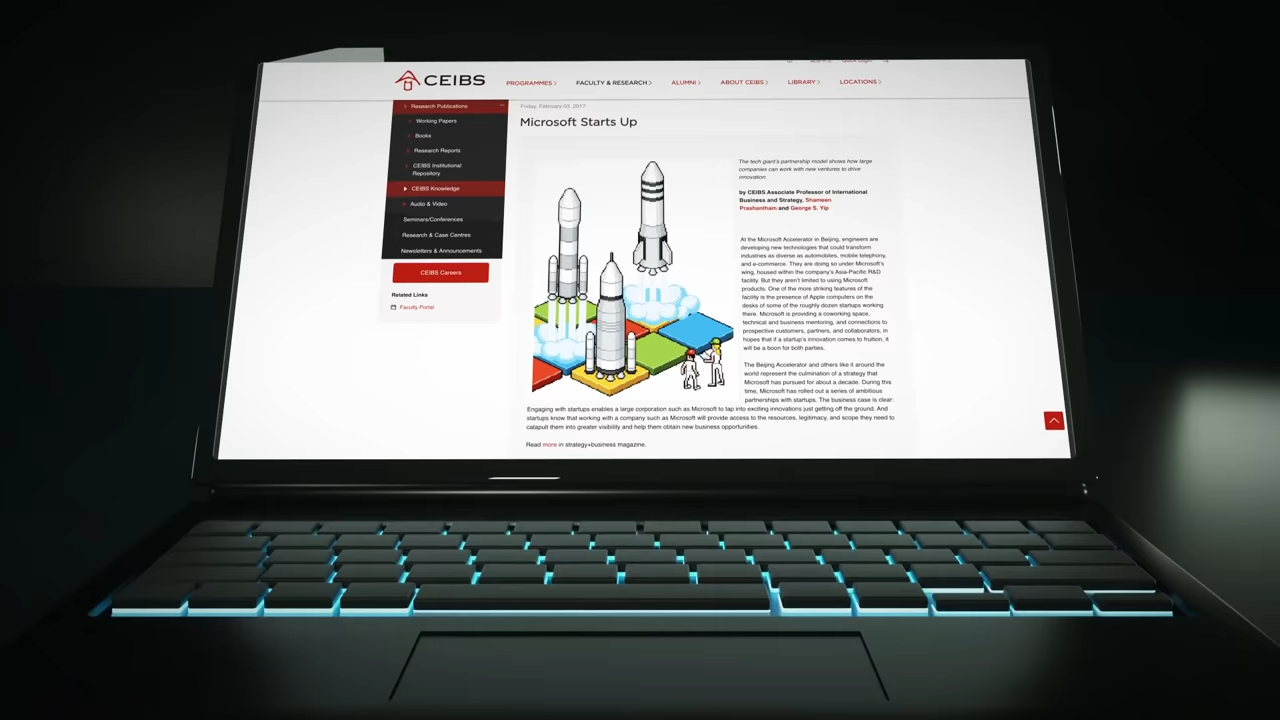 CEIBS
PROGRAMMES
FACULTY & RESEARCH
ALUMNI
ABOUT CEIBS
LIBRARY
LOCATIONS
Research Publications
Working Papers
Books
Research Reports
CEIBS Institutional
Repository
CEIBS Knowledge
Audio & Video
Seminars/Conferences
Research & Case Centres
Newsletters & Announcements
CEIBS Careers
Related Links
Faculty Portal
Friday, February 03, 2017
Microsoft Starts Up
The tech giant's partnership model shows how large
companies can work with new ventures to drive
innovation.
by CEIBS Associate Professor of International
Business and Strategy, Shameen
Prashantham and George S. Yip
At the Microsoft Accelerator in Beijing, engineers are
developing new technologies that could transform
industries as diverse as automobiles, mobile telephony,
and e-commerce. They are doing so under Microsoft's
wing, housed within the company's Asia-Pacific R&D
facility. But they aren't limited to using Microsoft
products: One of the more striking features of the
facility is the presence of Apple computers on the
desks of some of the roughly dozen startups working
there. Microsoft is providing a coworking space,
technical and business mentoring, and connections to
prospective customers, partners, and collaborators, in
hopes that if a startup's innovation comes to fruition, it
will be a boon for both parties.
The Beijing Accelerator and others like it around the
world represent the culmination of a strategy that
Microsoft has pursued for about a decade. During this
time, Microsoft has rolled out a series of ambitious
partnerships with startups. The business case is clear:
Engaging with startups enables a large corporation such as Microsoft to tap into exciting innovations just getting off the ground. And
startups know that working with a company such as Microsoft will provide access to the resources, legitimacy, and scope they need to
catapult them into greater visibility and help them obtain new business opportunities.
Read more in strategy+business magazine.